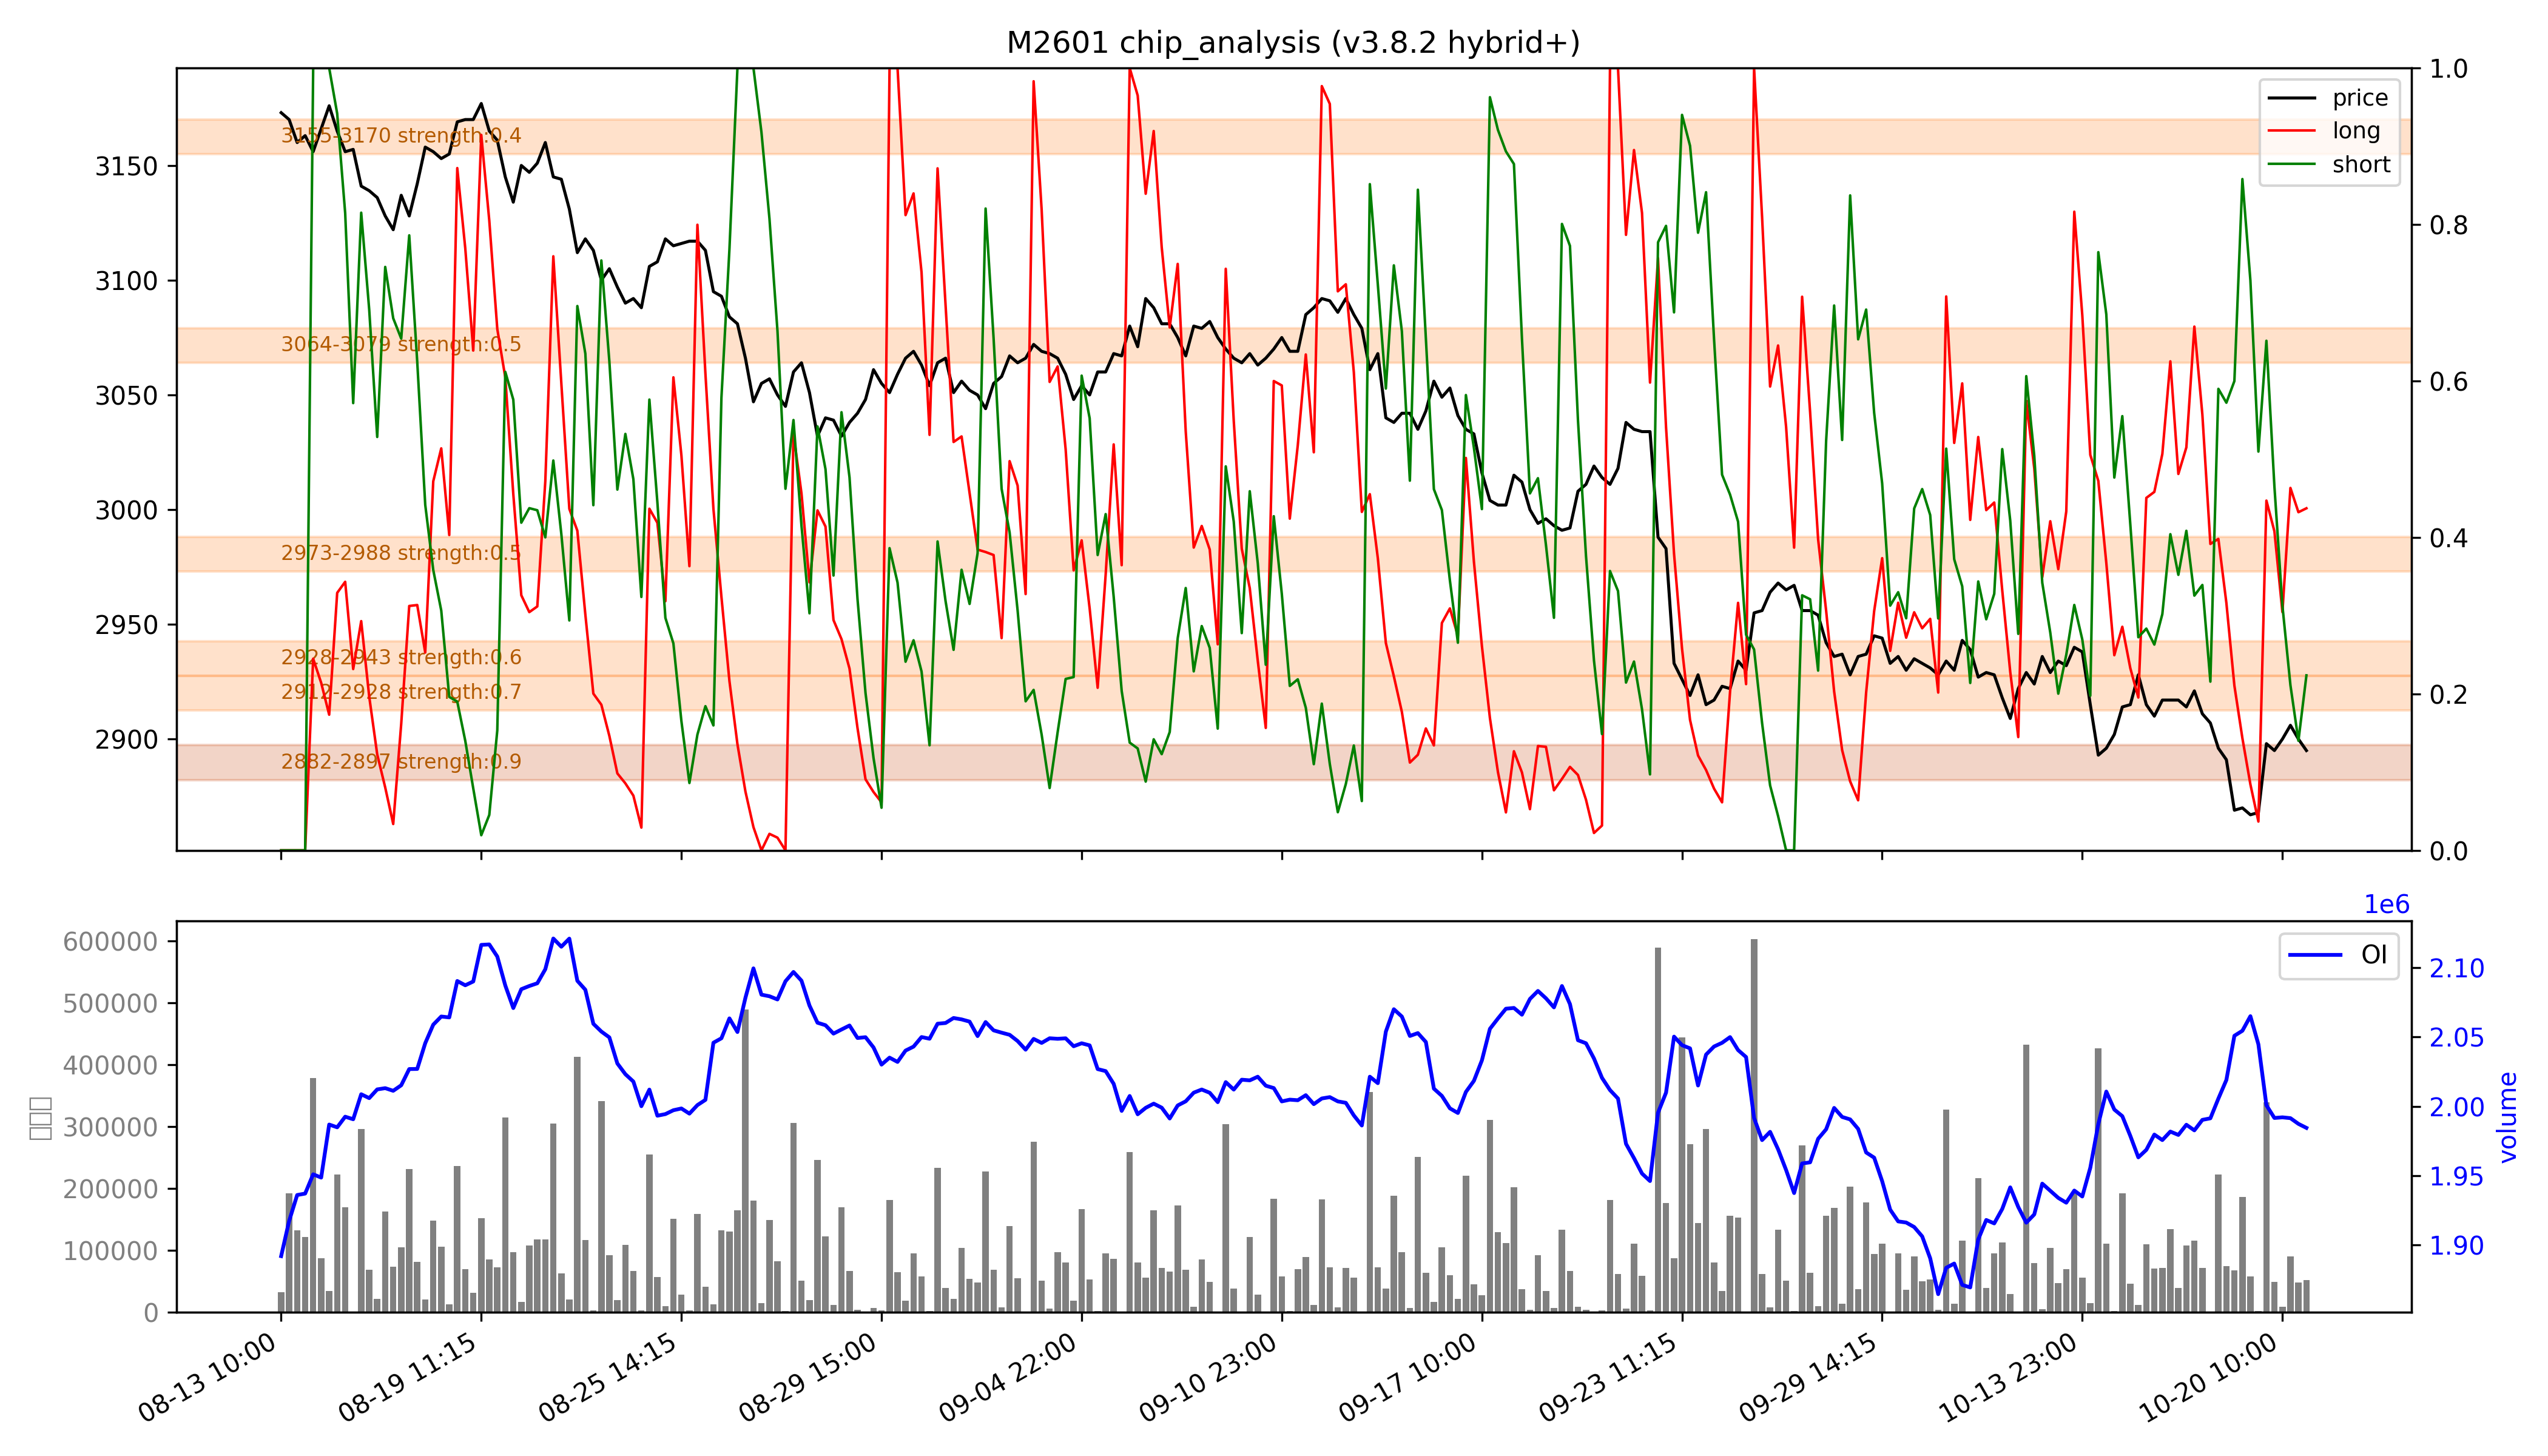 M2601 chip_analysis (v3.8.2 hybrid+)
price
long
short
3155-3170 strength:0.4
3064-3079 strength:0.5
2973-2988 strength:0.5
2928-2943 strength:0.6
2912-2928 strength:0.7
2882-2897 strength:0.9
3150
3100
3050
3000
2950
2900
1.0
0.8
0.6
0.4
0.2
0.0
1e6
OI
600000
500000
400000
300000
200000
100000
0
2.10
2.05
2.00
1.95
1.90
volume
08-13 10:00
08-19 11:15
08-25 14:15
08-29 15:00
09-04 22:00
09-10 23:00
09-17 10:00
09-23 11:15
09-29 14:15
10-13 23:00
10-20 10:00